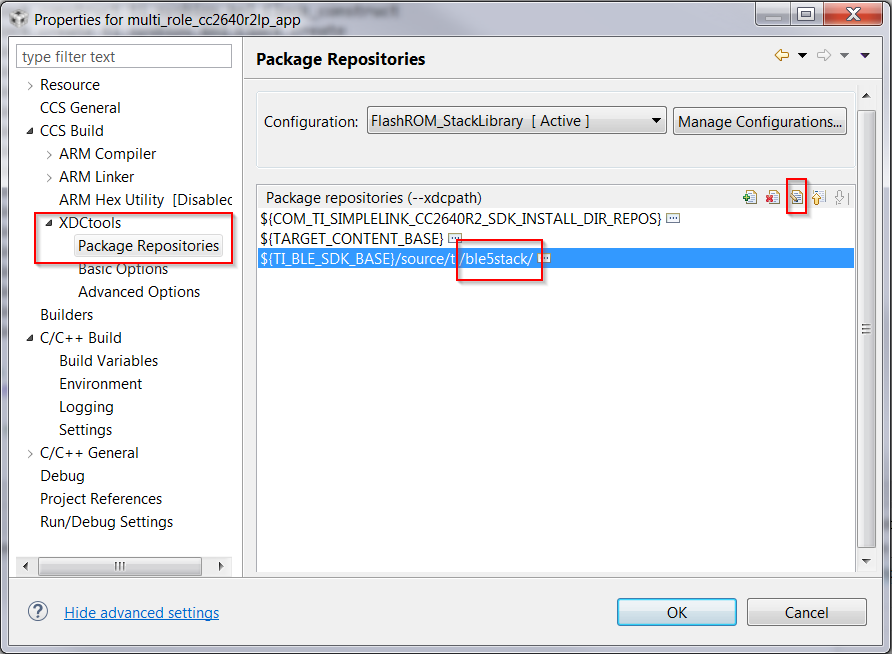 Properties for multi_role_cc2640r2lp_app
type filter text
Resource
CCS General
CCS Build
ARM Compiler
ARM Linker
ARM Hex Utility [Disabled
XDCtools
Package Repositories
Basic Options
Advanced Options
Builders
C/C++ Build
Build Variables
Environment
Logging
Settings
C/C++ General
Debug
Project References
Run/Debug Settings
Package Repositories
Configuration: FlashROM_StackLibrary [ Active ] Manage Configurations...
Package repositories (--xdcpath)
${COM_TI_SIMPLELINK_CC2640R2_SDK_INSTALL_DIR_REPOS}
${TARGET_CONTENT_BASE}
${TI_BLE_SDK_BASE}/source/t/ble5stack/
Hide advanced settings
OK Cancel